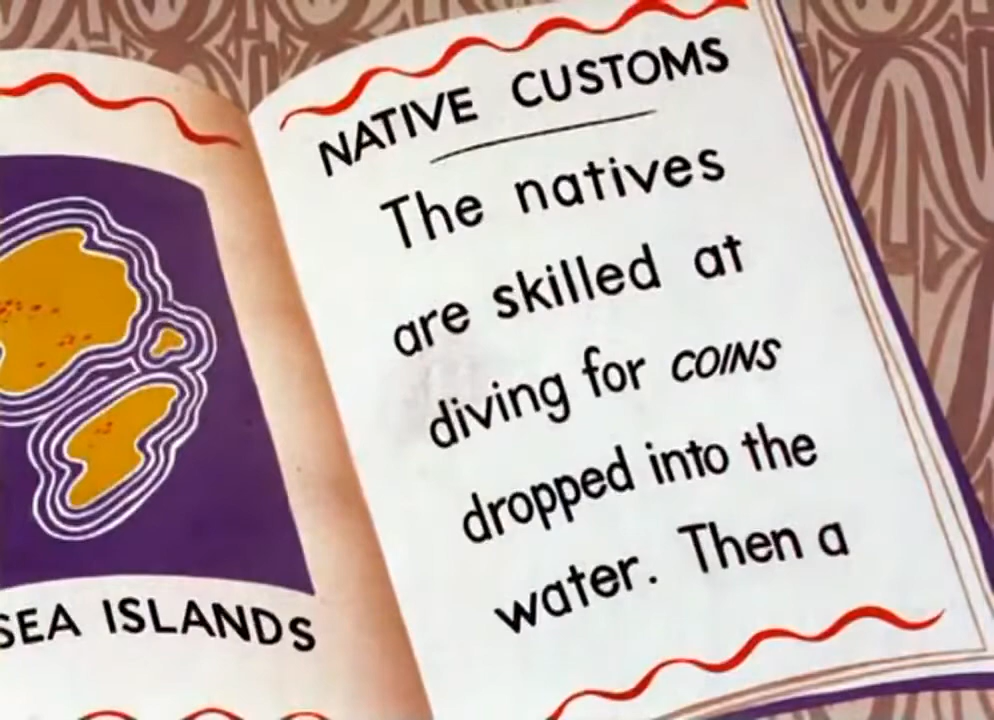 SEA ISLANDS
NATIVE CUSTOMS
The natives
are skilled at
diving for COINS
dropped into the
water. Then a